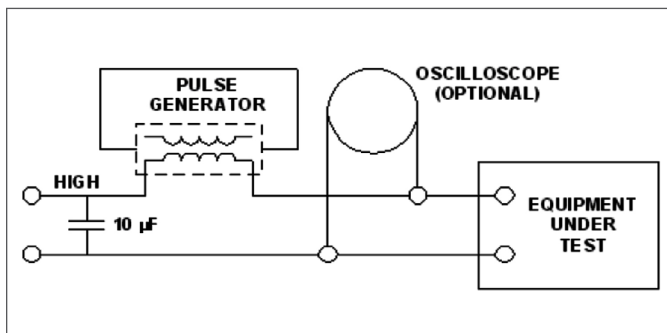 PULSE
GENERATOR
OSCILLOSCOPE
(OPTIONAL)
HIGH
10 µF
EQUIPMENT
UNDER
TEST